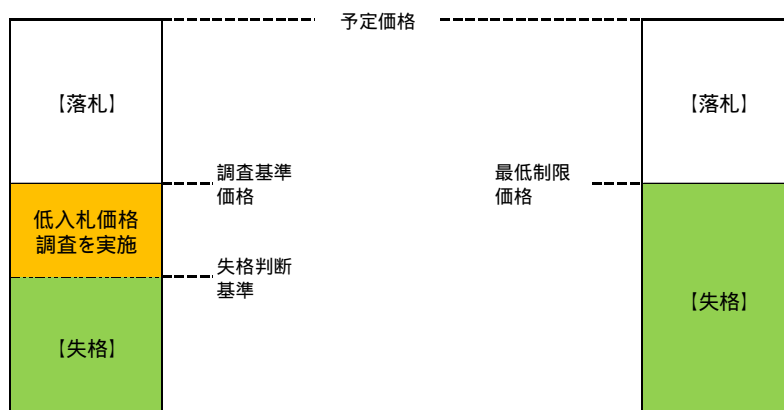 予定価格
【落札】
調査基準
価格
低入札価格
調査を実施
失格判断
基準
【失格】
【落札】
最低制限
価格
【失格】